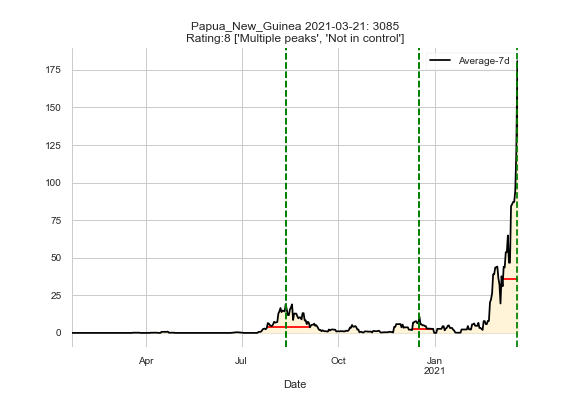 Papua_New_Guinea 2021-03-21: 3085
Rating:8 ['Multiple peaks', 'Not in control']
Average-7d
175
150
125
100
75
50
25
0
Apr
Jul
Oct
Jan
2021
Date